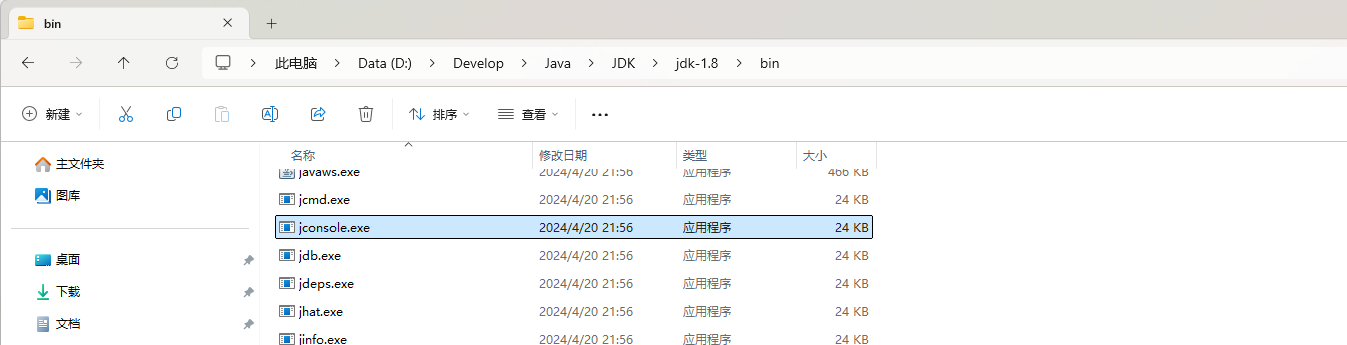 bin
此电脑 Data (D:) Develop Java JDK jdk-1.8 bin
新建 排序 查看
主文件夹
图库
桌面
下载
文档
名称 修改日期 类型 大小
javaws.exe 2024/4/20 21:56 应用程序 466 KB
jcmd.exe 2024/4/20 21:56 应用程序 24 KB
jconsole.exe 2024/4/20 21:56 应用程序 24 KB
jdb.exe 2024/4/20 21:56 应用程序 24 KB
jdeps.exe 2024/4/20 21:56 应用程序 24 KB
jhat.exe 2024/4/20 21:56 应用程序 24 KB
jinfo.exe 2024/4/20 21:56 应用程序 24 KB